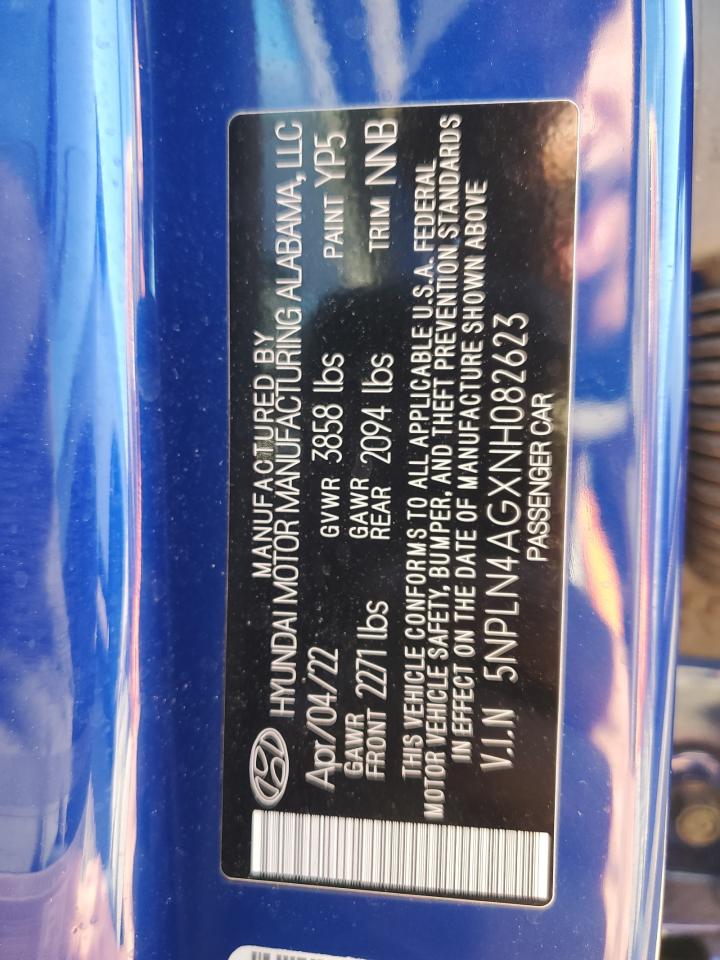 MANUFACTURED BY
HYUNDAI MOTOR MANUFACTURING ALABAMA, LLC
Apr/04/22 GVWR 3858 lbs PAINT YP5
GAWR FRONT 2271 lbs GAWR REAR 2094 lbs TRIM NNB
THIS VEHICLE CONFORMS TO ALL APPLICABLE U.S.A. FEDERAL
MOTOR VEHICLE SAFETY, BUMPER, AND THEFT PREVENTION STANDARDS
IN EFFECT ON THE DATE OF MANUFACTURE SHOWN ABOVE
V.I.N 5NPLN4AGXNH082623
PASSENGER CAR